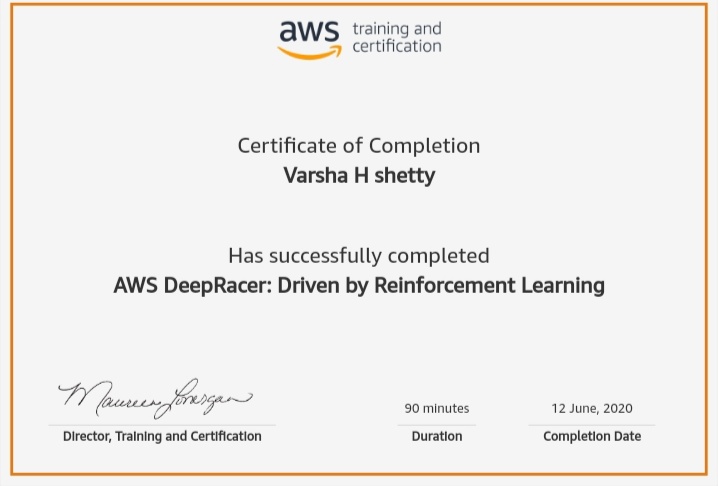 aws training and
certification
Certificate of Completion
Varsha H shetty
Has successfully completed
AWS DeepRacer: Driven by Reinforcement Learning
Maureen Lonergan
90 minutes
12 June, 2020
Director, Training and Certification
Duration
Completion Date